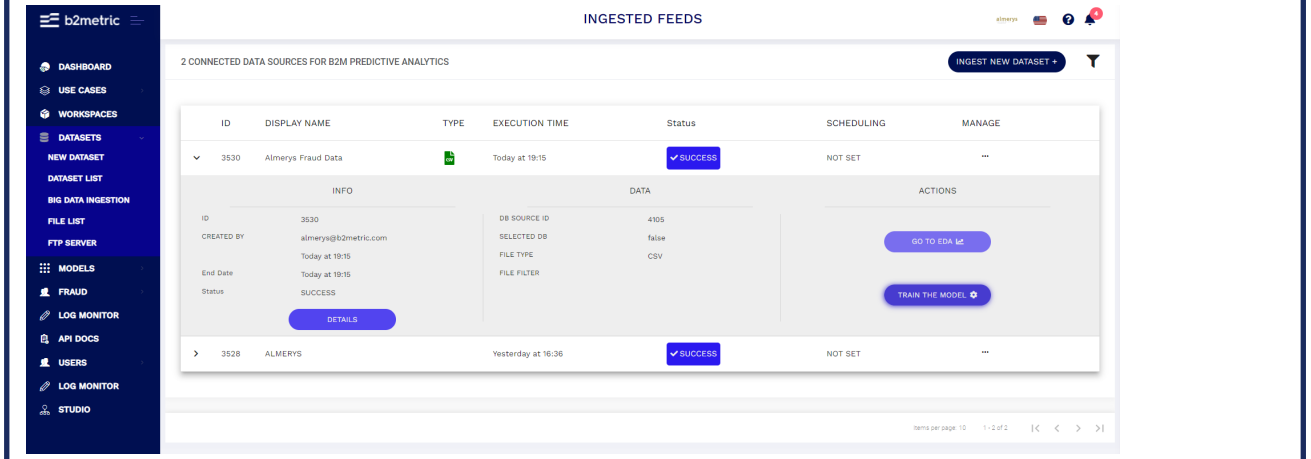 b2metric
INGESTED FEEDS
almerys
4
DASHBOARD
USE CASES
WORKSPACES
DATASETS
NEW DATASET
DATASET LIST
BIG DATA INGESTION
FILE LIST
FTP SERVER
MODELS
FRAUD
LOG MONITOR
API DOCS
USERS
LOG MONITOR
STUDIO
2 CONNECTED DATA SOURCES FOR B2M PREDICTIVE ANALYTICS
INGEST NEW DATASET +
ID DISPLAY NAME TYPE EXECUTION TIME Status SCHEDULING MANAGE
3530 Almerys Fraud Data CSV Today at 19:15 SUCCESS NOT SET ...
INFO DATA ACTIONS
ID 3530 DB SOURCE ID 4105
CREATED BY almerys@b2metric.com SELECTED DB false
GO TO EDA
Today at 19:15 FILE TYPE CSV
End Date Today at 19:15 FILE FILTER
Status SUCCESS
TRAIN THE MODEL
DETAILS
3528 ALMERYS Yesterday at 16:36 SUCCESS NOT SET ...
Items per page 10 1 - 2 of 2